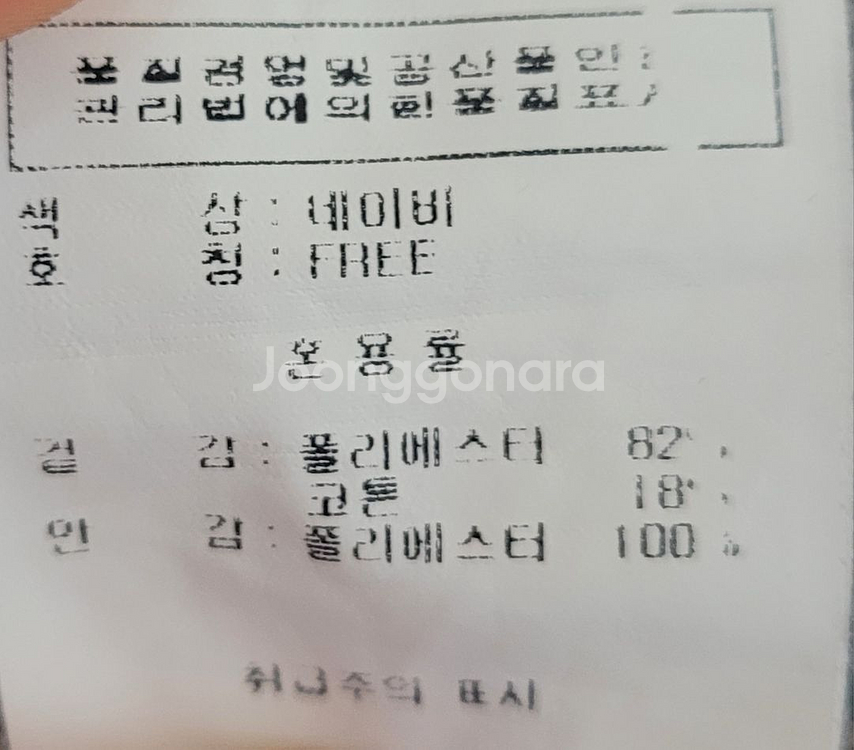 품질경영 및 공산품 안전
관리법에 의한 품질표시
색 상 : 네이비
호 칭 : FREE
혼 용 률
Joonggonara
겉 감 : 폴리에스터 82
코튼 18
안 감 : 폴리에스터 100
취급주의 표시